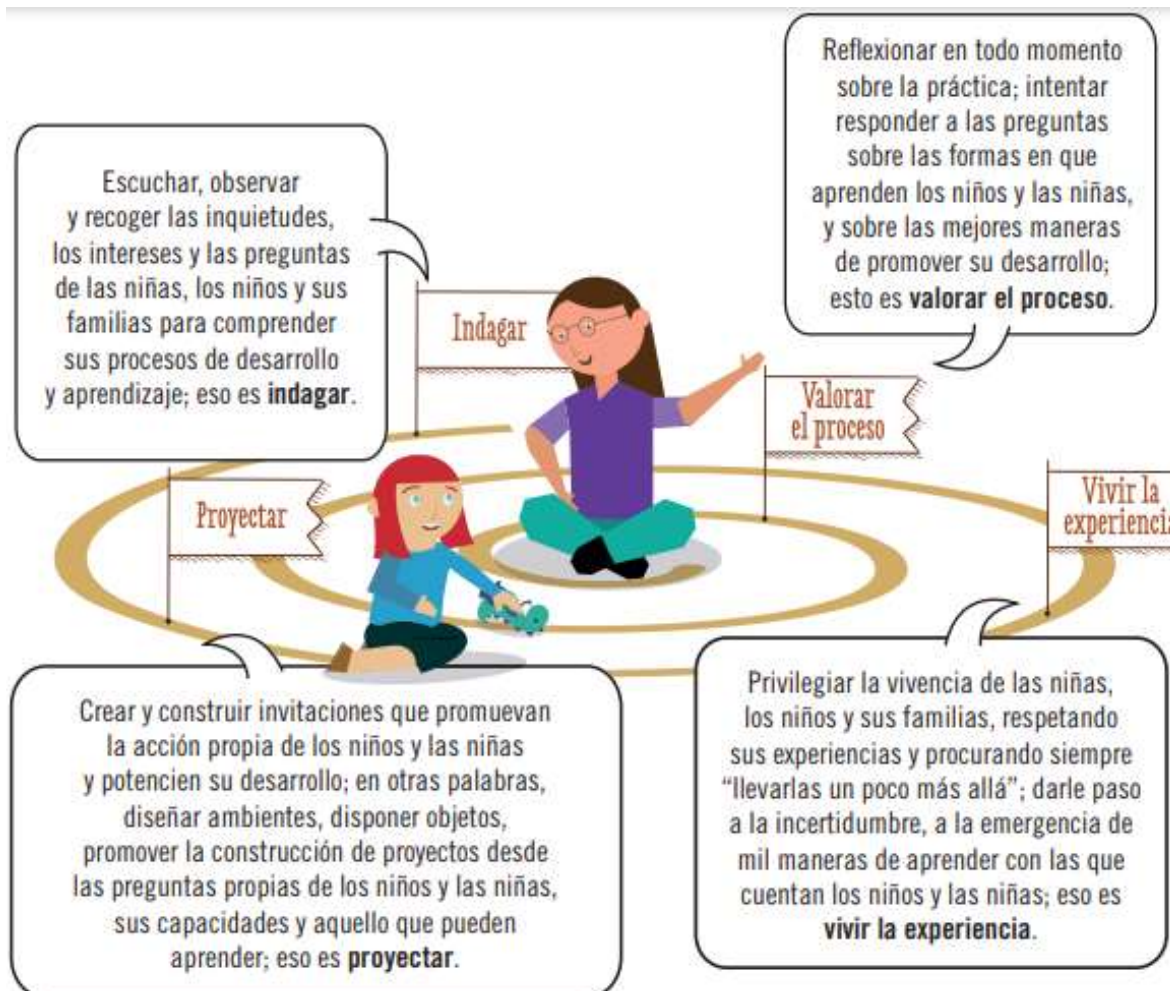 Escuchar, observar
y recoger las inquietudes,
los intereses y las preguntas
de las niñas, los niños y sus
familias para comprender
sus procesos de desarrollo
y aprendizaje; eso es indagar.
Reflexionar en todo momento
sobre la práctica; intentar
responder a las preguntas
sobre las formas en que
aprenden los niños y las niñas,
y sobre las mejores maneras
de promover su desarrollo;
esto es valorar el proceso.
Indagar
Valorar
el proceso
Proyectar
Vivir la
experiencia
Crear y construir invitaciones que promuevan
la acción propia de los niños y las niñas
y potencien su desarrollo; en otras palabras,
diseñar ambientes, disponer objetos,
promover la construcción de proyectos desde
las preguntas propias de los niños y las niñas,
sus capacidades y aquello que pueden
aprender; eso es proyectar.
Privilegiar la vivencia de las niñas,
los niños y sus familias, respetando
sus experiencias y procurando siempre
“llevarlas un poco más allá”; darle paso
a la incertidumbre, a la emergencia de
mil maneras de aprender con las que
cuentan los niños y las niñas; eso es
vivir la experiencia.